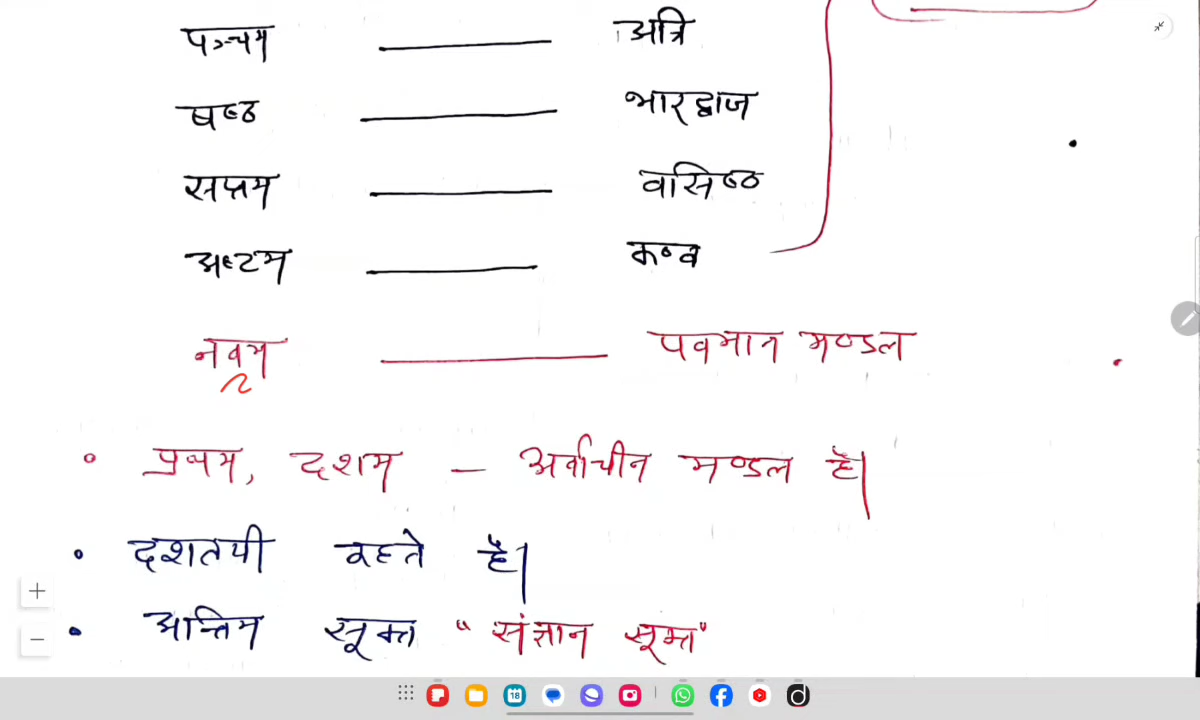 पञ्चम — अत्रि
षष्ठ — भारद्वाज
सप्तम — वासिष्ठ
अष्टम — कण्व
नवम — पवमान मण्डल
• प्रथम, दशम — अर्वाचीन मण्डल है।
• दशतयी कहते है।
• अन्तिम सूक्त "संज्ञान सूक्त"
18